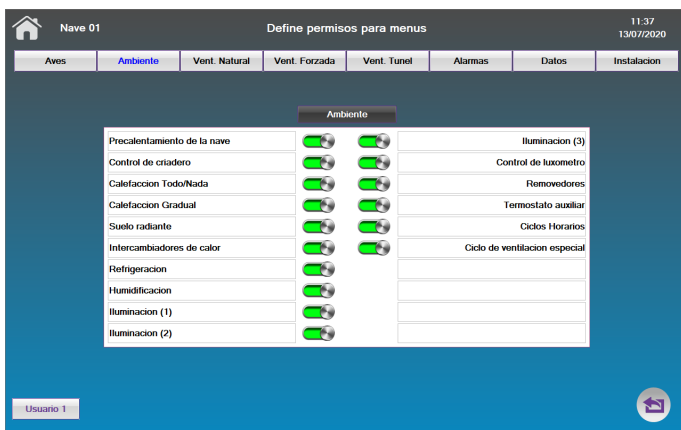 Nave 01
Define permisos para menus
11:37
13/07/2020
Aves
Ambiente
Vent. Natural
Vent. Forzada
Vent. Tunel
Alarmas
Datos
Instalacion
Ambiente
Precalentamiento de la nave
Iluminacion (3)
Control de criadero
Control de luxometro
Calefaccion Todo/Nada
Removedores
Calefaccion Gradual
Termostato auxiliar
Suelo radiante
Ciclos Horarios
Intercambiadores de calor
Ciclo de ventilacion especial
Refrigeracion
Humidificacion
Iluminacion (1)
Iluminacion (2)
Usuario 1